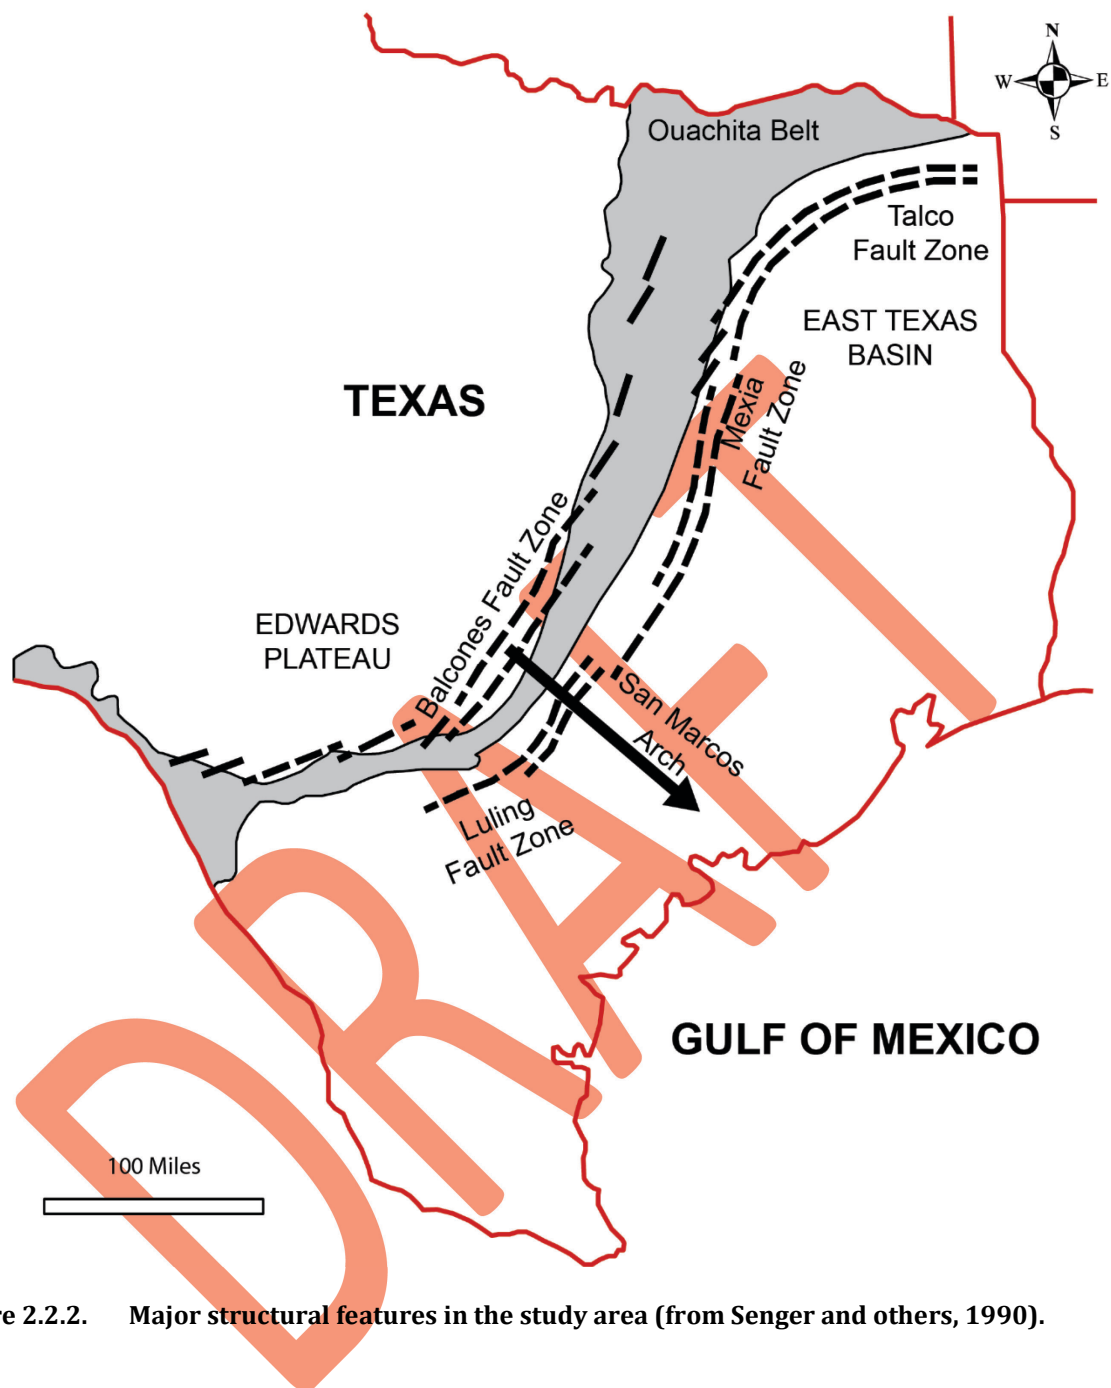 N
W E
S
Ouachita Belt
Talco
Fault Zone
EAST TEXAS
BASIN
TEXAS
Mexia
Fault Zone
Balcones Fault Zone
EDWARDS
PLATEAU
San Marcos
Arch
Luling
Fault Zone
GULF OF MEXICO
DRAFT
100 Miles
re 2.2.2. Major structural features in the study area (from Senger and others, 1990).